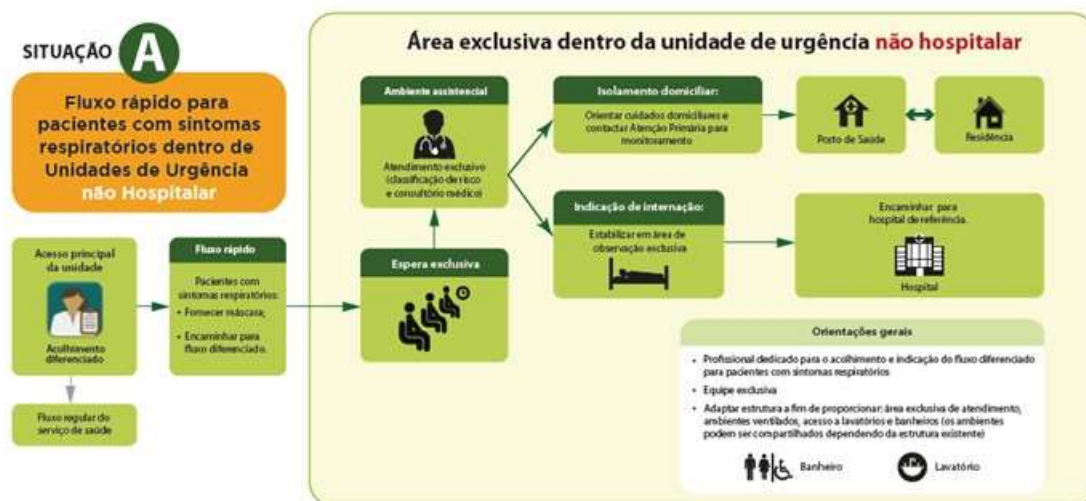 SITUAÇÃO A
Fluxo rápido para
pacientes com sintomas
respiratórios dentro de
Unidades de Urgência
não Hospitalar
Acesso principal
da unidade
Acolhimento
diferenciado
Fluxo regular do
serviço de saúde
Fluxo rápido
Pacientes com
sintomas respiratórios:
• Fornecer máscara;
• Encaminhar para
fluxo diferenciado.
Área exclusiva dentro da unidade de urgência não hospitalar
Espera exclusiva
Ambiente assistencial
Atendimento exclusivo
(classificação de risco
e consultório médico)
Isolamento domiciliar:
Orientar cuidados domiciliares e
contactar Atenção Primária para
monitoramento
Posto de Saúde
Residência
Indicação de internação:
Estabilizar em área de
observação exclusiva
Encaminhar para
hospital de referência.
Hospital
Orientações gerais
• Profissional dedicado para o acolhimento e indicação do fluxo diferenciado
para pacientes com sintomas respiratórios
• Equipe exclusiva
• Adaptar estrutura a fim de proporcionar: área exclusiva de atendimento,
ambientes ventilados, acesso a lavatórios e banheiros (os ambientes
podem ser compartilhados dependendo da estrutura existente)
Banheiro
Lavatório